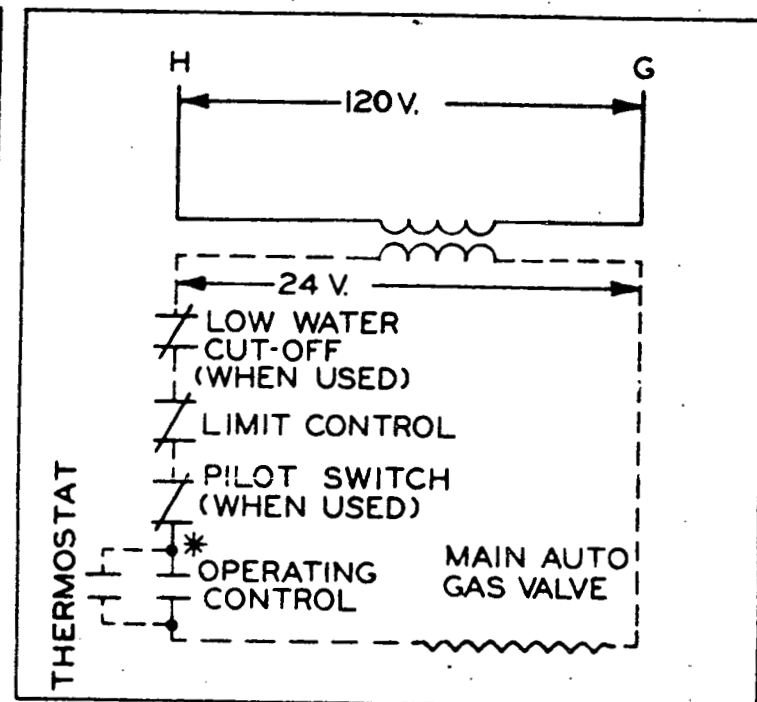 H
G
120 V.
24 V.
LOW WATER
CUT-OFF
(WHEN USED)
LIMIT CONTROL
PILOT SWITCH
(WHEN USED)
*
THERMOSTAT
OPERATING
CONTROL
MAIN AUTO
GAS VALVE